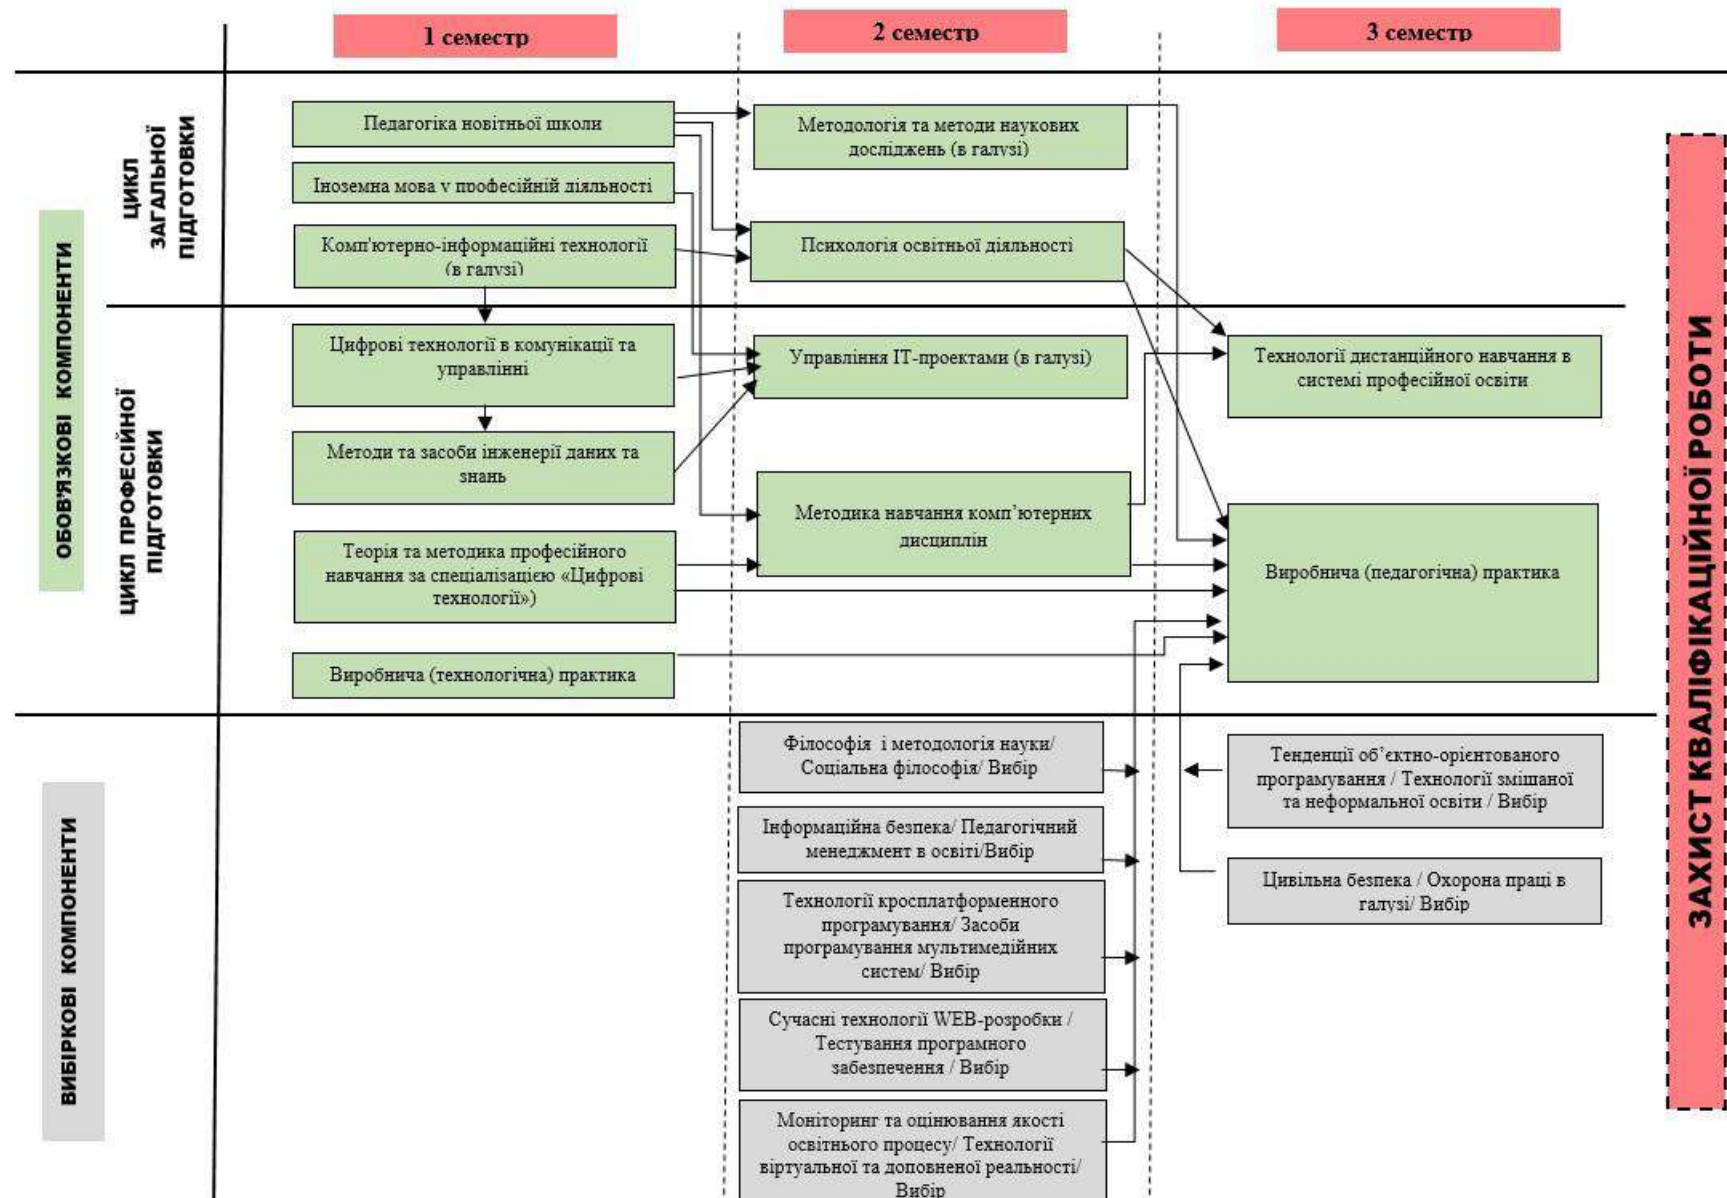 1 семестр
2 семестр
3 семестр
ЦИКЛ
ЗАГАЛЬНОЇ
ПІДГОТОВКИ
Педагогіка новітньої школи
Іноземна мова у професійній діяльності
Комп'ютерно-інформаційні технології
(в галузі)
Методологія та методи наукових
досліджень (в галузі)
Психологія освітньої діяльності
ОБОВ'ЯЗКОВІ КОМПОНЕНТИ
ЦИКЛ ПРОФЕСІЙНОЇ
ПІДГОТОВКИ
Цифрові технології в комунікації та
управлінні
Методи та засоби інженерії даних та
знань
Теорія та методика професійного
навчання за спеціалізацією «Цифрові
технології»)
Виробнича (технологічна) практика
Управління ІТ-проектами (в галузі)
Методика навчання комп’ютерних
дисциплін
Технології дистанційного навчання в
системі професійної освіти
Виробнича (педагогічна) практика
ВИБІРКОВІ КОМПОНЕНТИ
Філософія і методологія науки/
Соціальна філософія/ Вибір
Інформаційна безпека/ Педагогічний
менеджмент в освіті/Вибір
Технології кросплатформенного
програмування/ Засоби
програмування мультимедійних
систем/ Вибір
Сучасні технології WEB-розробки /
Тестування програмного
забезпечення / Вибір
Моніторинг та оцінювання якості
освітнього процесу/ Технології
віртуальної та доповненої реальності/
Вибір
Тенденції об’єктно-орієнтованого
програмування / Технології змішаної
та неформальної освіти / Вибір
Цивільна безпека / Охорона праці в
галузі/ Вибір
ЗАХИСТ КВАЛІФІКАЦІЙНОЇ РОБОТИ